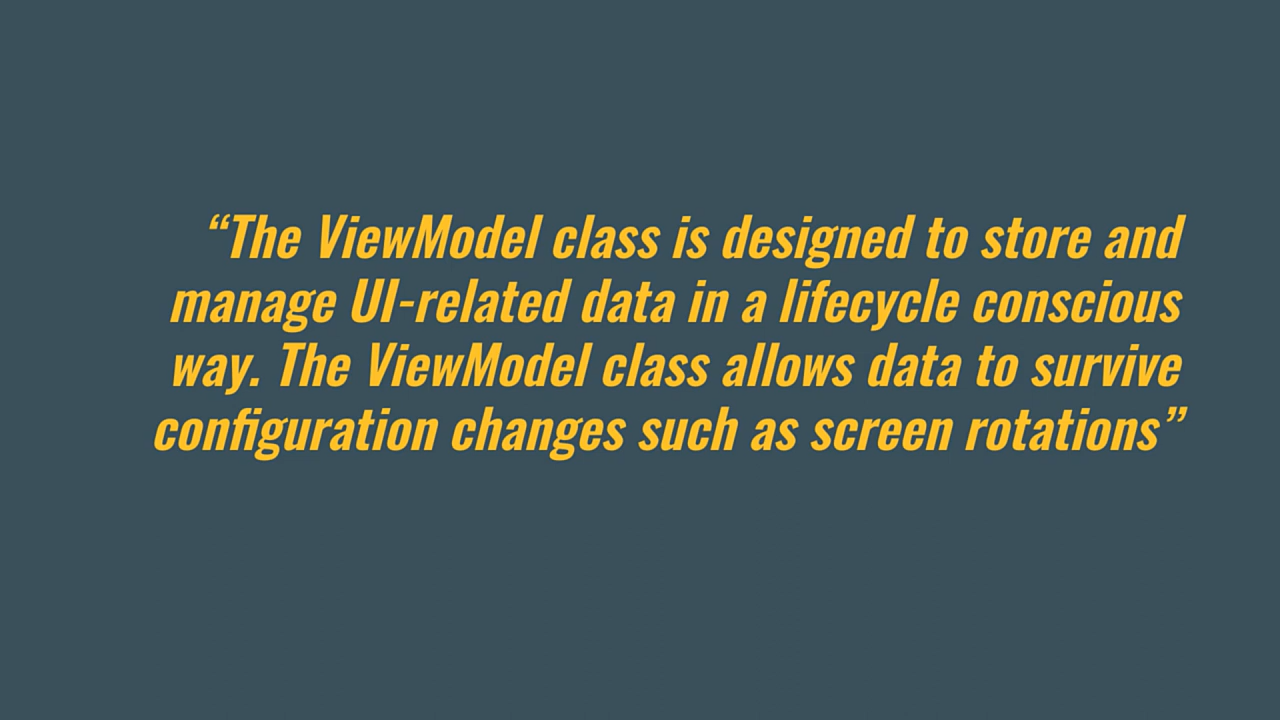 “The ViewModel class is designed to store and
manage UI-related data in a lifecycle conscious
way. The ViewModel class allows data to survive
configuration changes such as screen rotations”